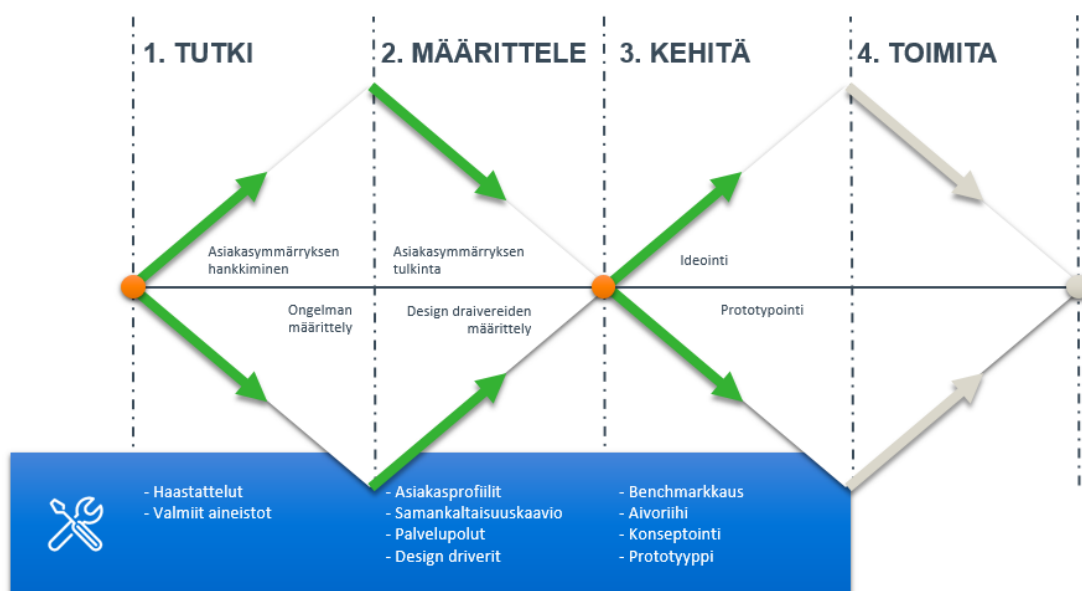 1. TUTKI
2. MÄÄRITTELE
3. KEHITÄ
4. TOIMITA
Asiakasymmärryksen
hankkiminen
Asiakasymmärryksen
tulkinta
Ideointi
Ongelman
määrittely
Design draivereiden
määrittely
Prototypointi
- Haastattelut
- Valmiit aineistot
- Asiakasprofiilit
- Samankaltaisuuskaavio
- Palvelupolut
- Design driverit
- Benchmarkkaus
- Aivoriihi
- Konseptointi
- Prototyyppi